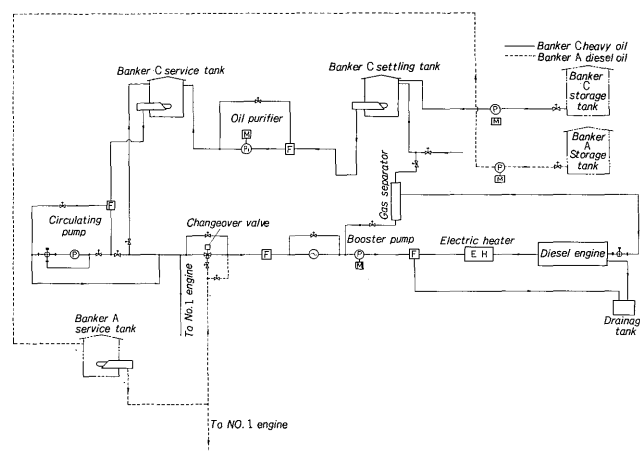 Banker C heavy oil
Banker A diesel oil
Banker C service tank
Banker C settling tank
Banker
C
storage
tank
Oil purifier
M
P₁
F
P
M
Banker
A
Storage
tank
P
M
Gas separator
F
Circulating
pump
P
Changeover valve
F
Booster pump
P
M
F
Electric heater
E H
Diesel engine
Drainage
tank
To NO.1 engine
Banker A
service tank
To NO.1 engine